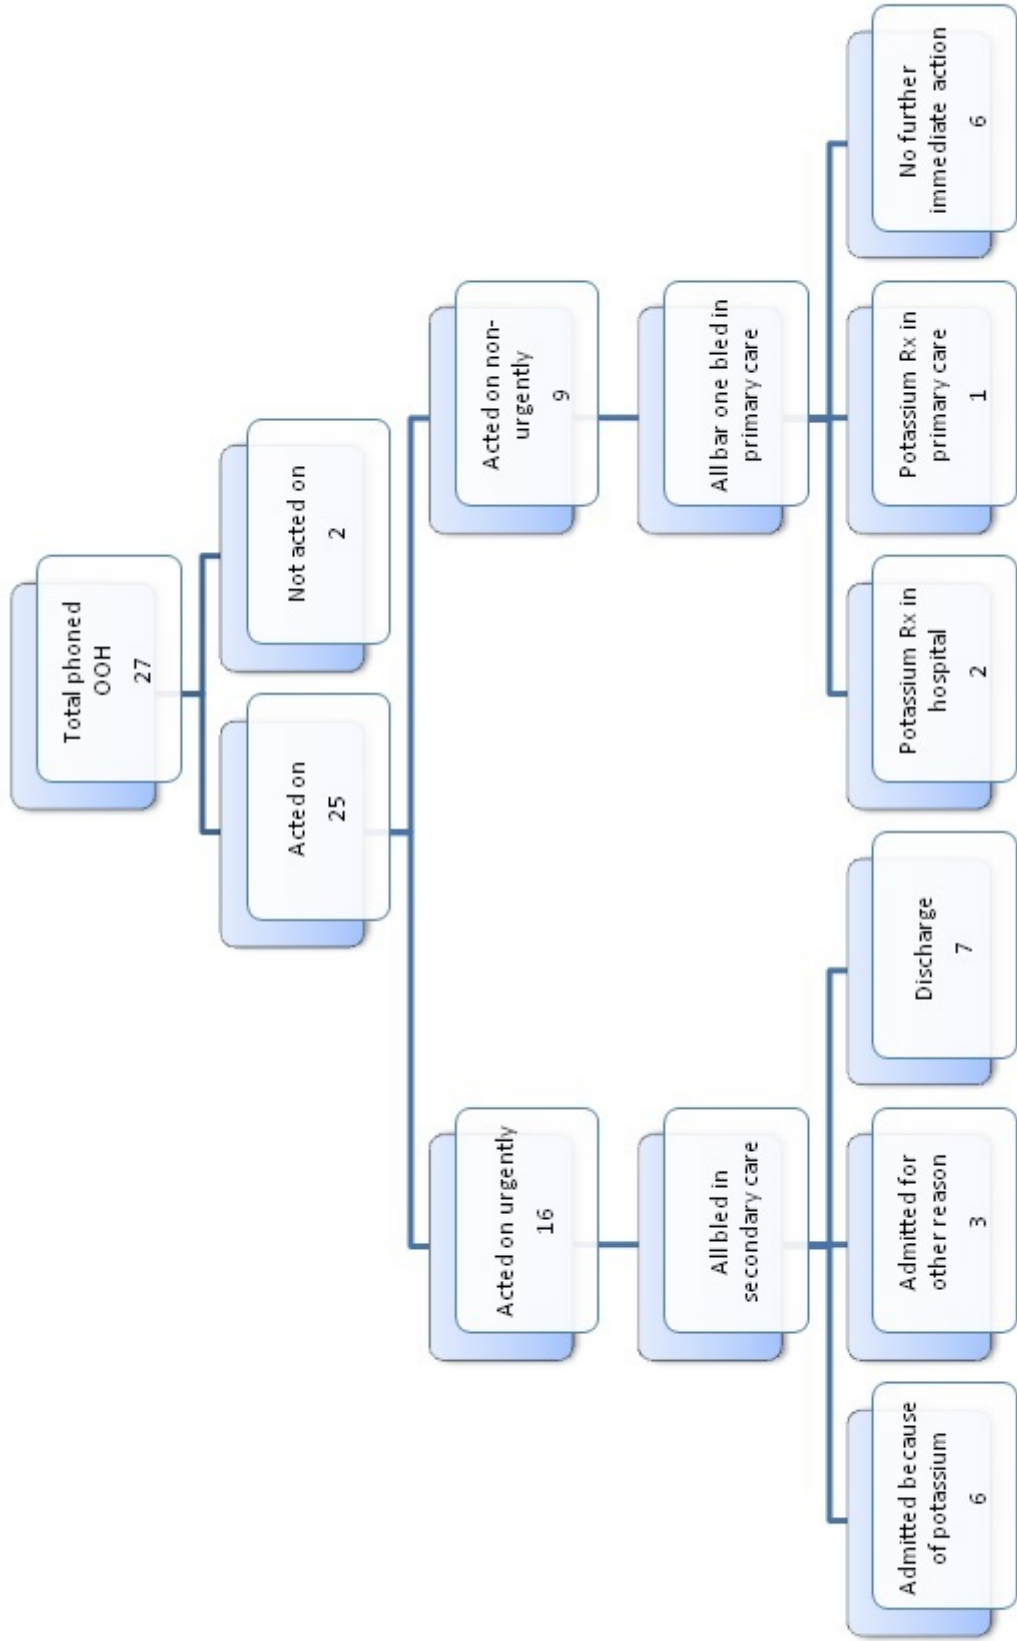 Total phoned
OOH
27
Acted on
25
Not acted on
2
Acted on urgently
16
Acted on non-
urgently
9
All bled in
secondary care
All bar one bled in
primary care
Admitted because
of potassium
6
Admitted for
other reason
3
Discharge
7
Potassium Rx in
hospital
2
Potassium Rx in
primary care
1
No further
immediate action
6